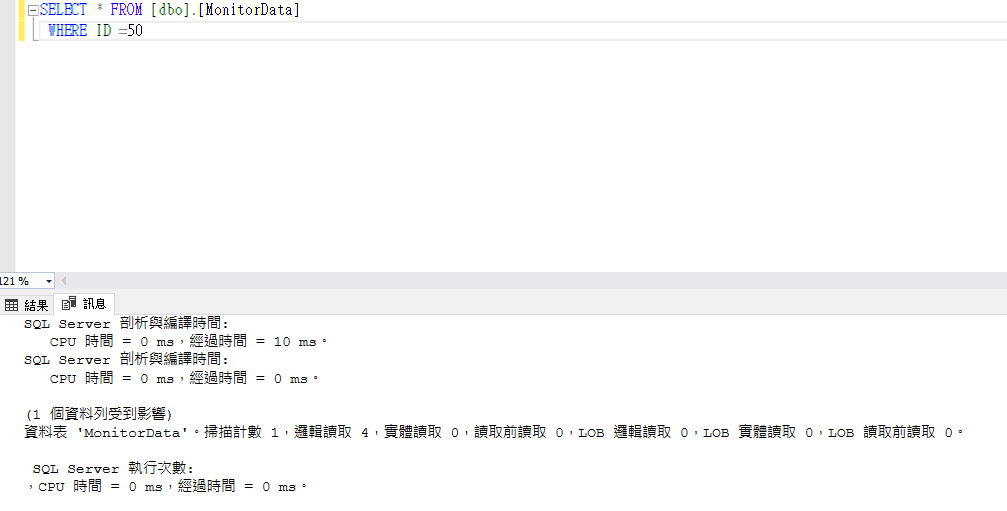 SELECT * FROM [dbo].[MonitorData]
WHERE ID =50
121 %
結果 訊息
SQL Server 剖析與編譯時間:
CPU 時間 = 0 ms，經過時間 = 10 ms。
SQL Server 剖析與編譯時間:
CPU 時間 = 0 ms，經過時間 = 0 ms。
(1 個資料列受到影響)
資料表 'MonitorData'。掃描計數 1，邏輯讀取 4，實體讀取 0，讀取前讀取 0，LOB 邏輯讀取 0，LOB 實體讀取 0，LOB 讀取前讀取 0。
SQL Server 執行次數:
，CPU 時間 = 0 ms，經過時間 = 0 ms。